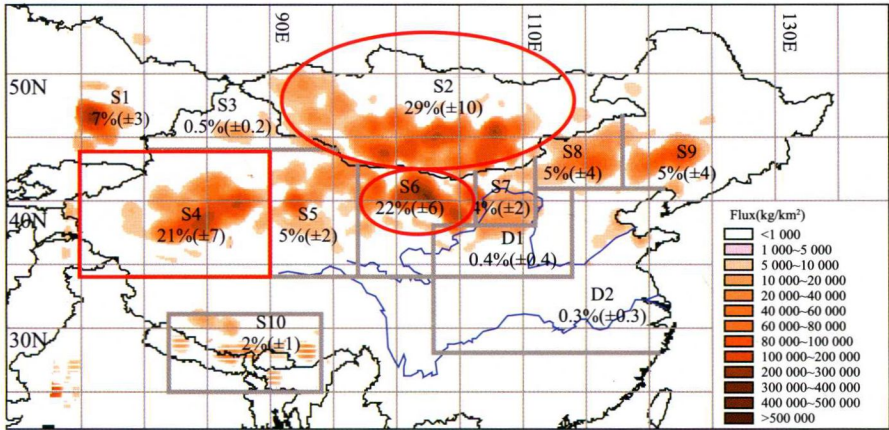 90E
110E
130E
50N
40N
30N
S1
7%(±3)
S3
0.5%(±0.2)
S2
29%(±10)
S8
5%(±4)
S9
5%(±4)
S4
21%(±7)
S5
5%(±2)
S6
22%(±6)
S7
4%(±2)
D1
0.4%(±0.4)
D2
0.3%(±0.3)
S10
2%(±1)
Flux(kg/km²)
<1 000
1 000~5 000
5 000~10 000
10 000~20 000
20 000~40 000
40 000~60 000
60 000~80 000
80 000~100 000
100 000~200 000
200 000~300 000
300 000~400 000
400 000~500 000
>500 000